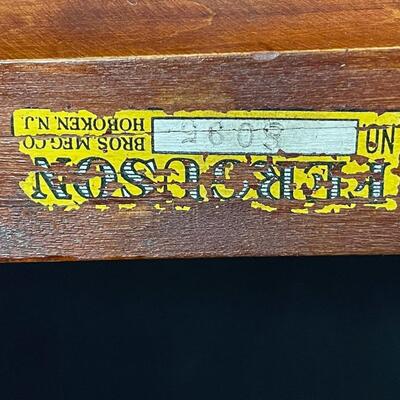 FERGUSON
NO
BROS. MFG.CO
HOBOKEN, N.J.